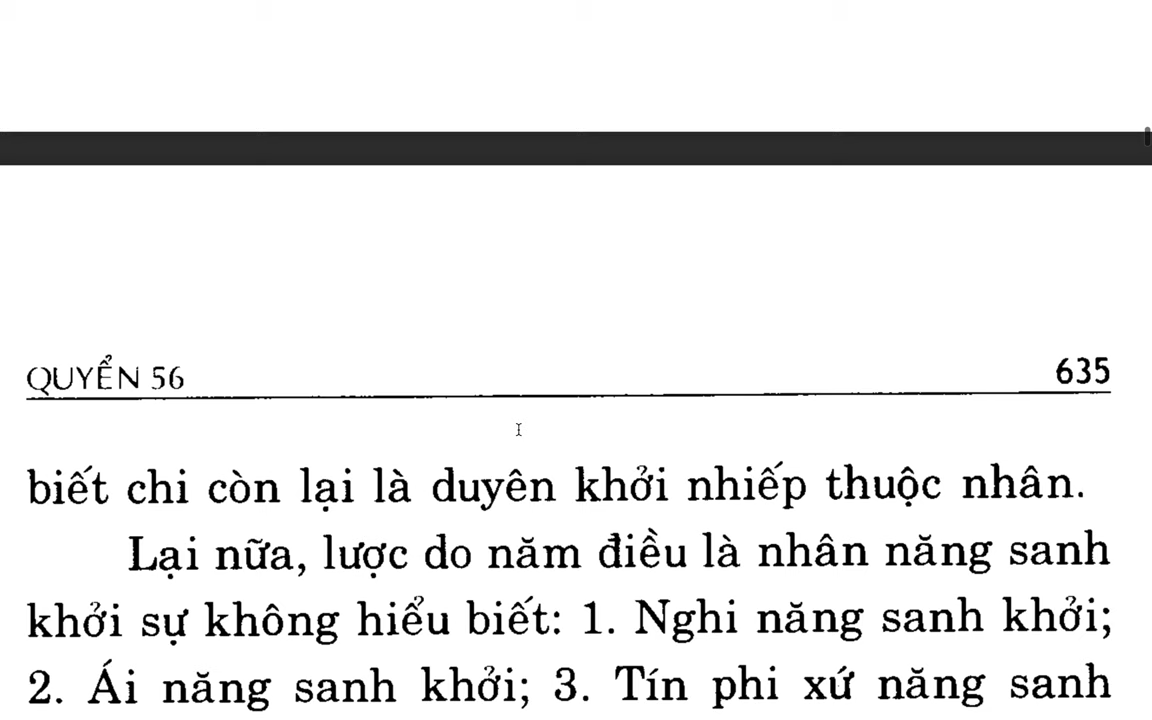 QUYỂN 56 635
biết chi còn lại là duyên khởi nhiếp thuộc nhân.
Lại nữa, lược do năm điều là nhân năng sanh
khởi sự không hiểu biết: 1. Nghi năng sanh khởi;
2. Ái năng sanh khởi; 3. Tín phi xứ năng sanh